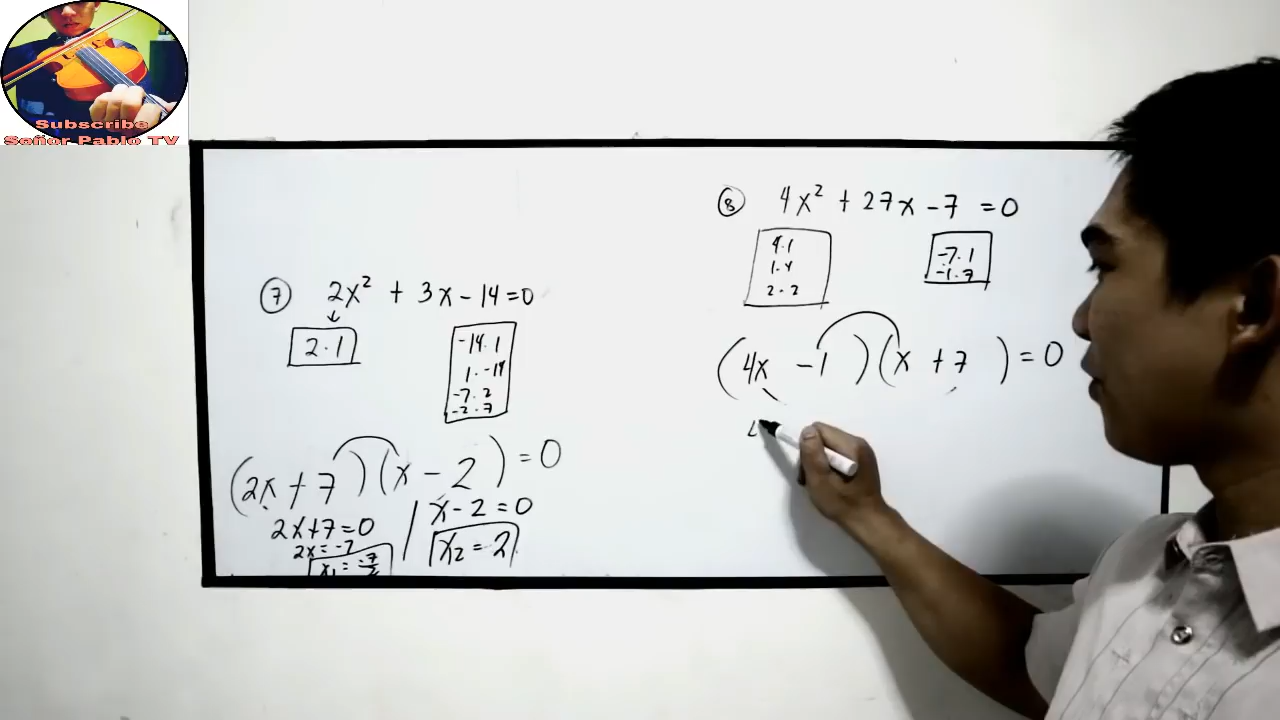 Subscribe
Señor Pablo TV
7 2x² + 3x - 14 = 0
2 · 1
-14 · 1
1 · -14
-7 · 2
-2 · 7
(2x + 7)(x - 2) = 0
2x + 7 = 0
2x = -7
x₁ = -7/2
x - 2 = 0
x₂ = 2
8 4x² + 27x - 7 = 0
4 · 1
1 · 4
2 · 2
-7 · 1
-1 · 7
(4x - 1)(x + 7) = 0